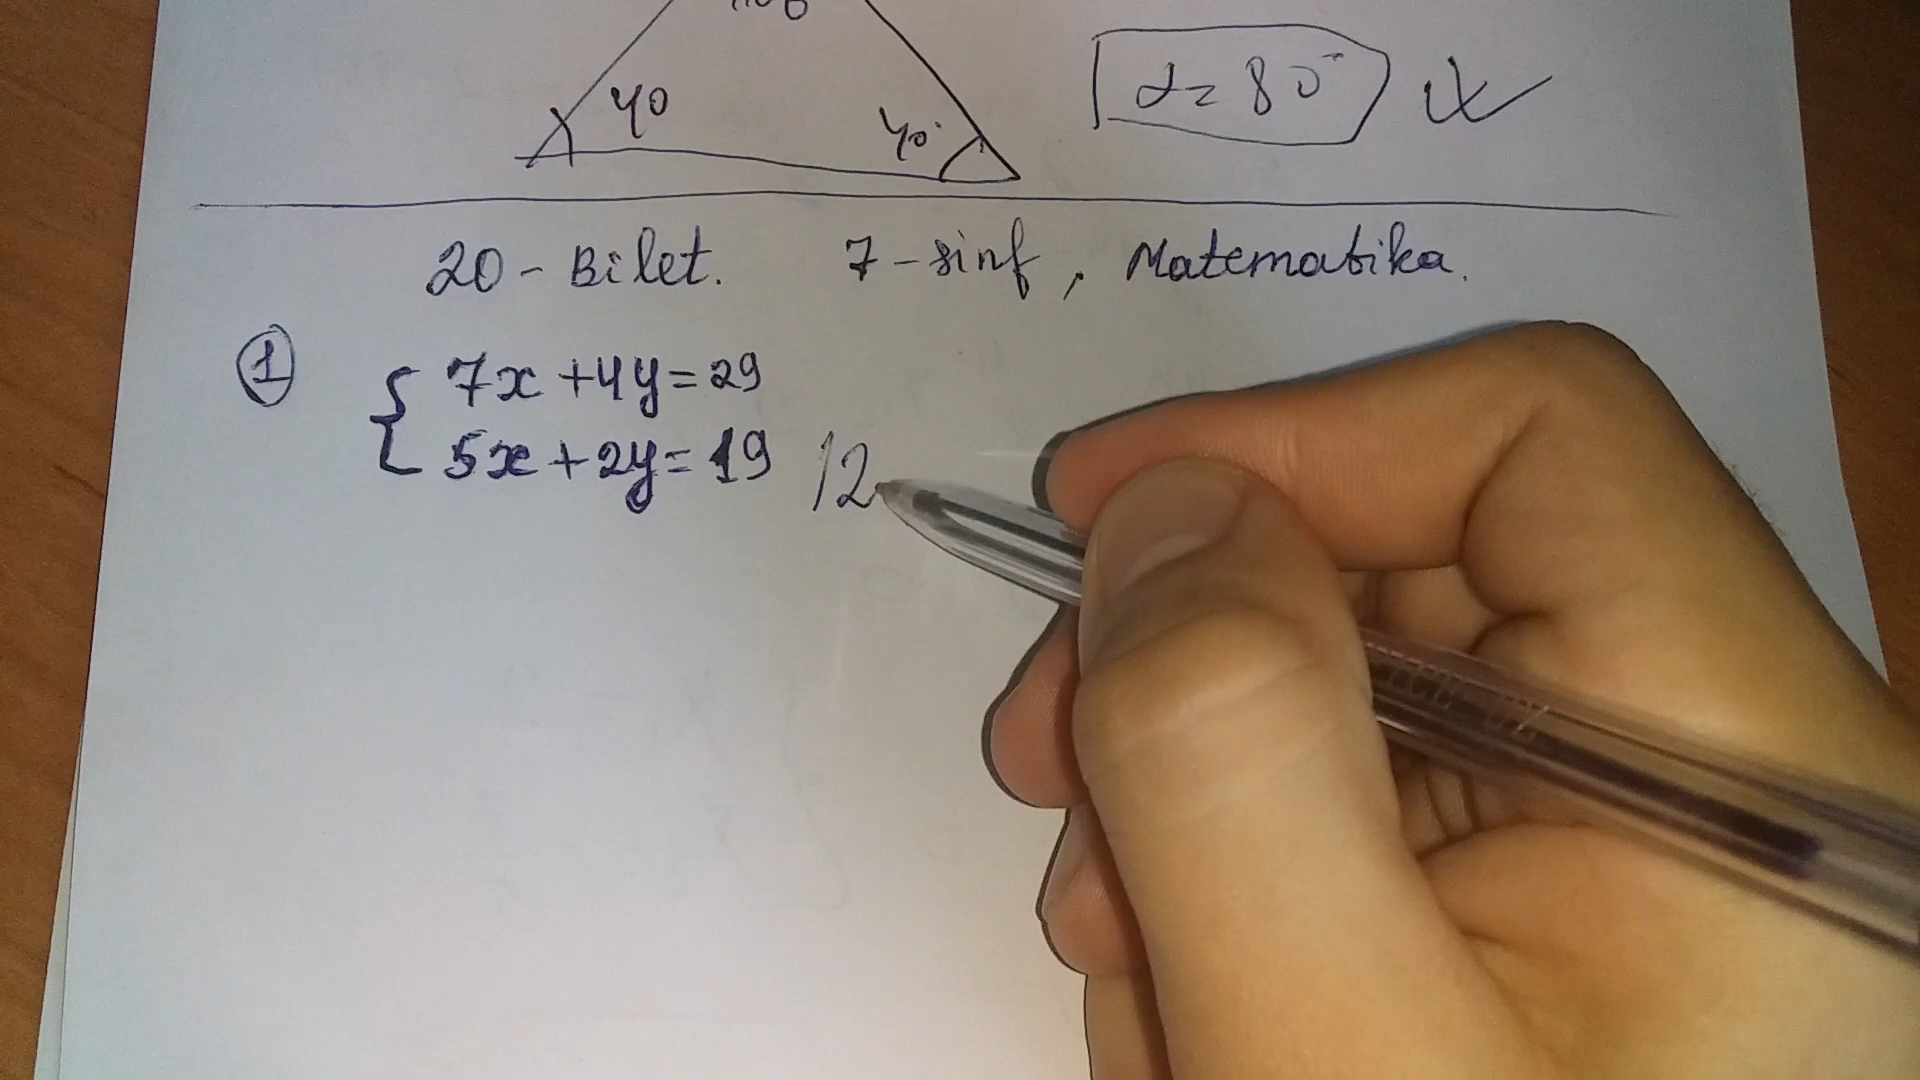 40 40°
α=80°
20-Bilet. 7-sinf, Matematika.
1
7x+4y=29
5x+2y=19 |2